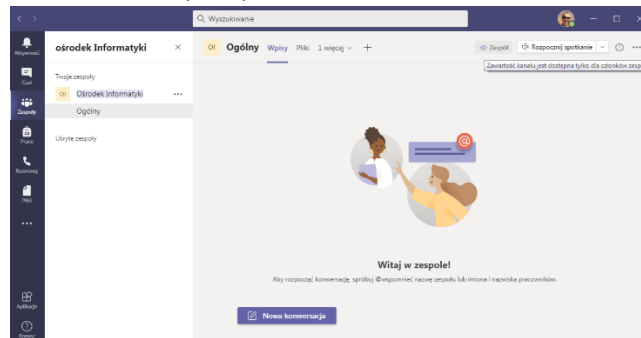 Wyszukiwanie
Aktywność
Czat
Zespoły
Praca
Rozmowy
Pliki
Aplikacje
Pomoc
ośrodek Informatyki
Twoje zespoły
OI Ośrodek Informatyki
Ogólny
Ukryte zespoły
OI Ogólny Wpisy Pliki 1 więcej
Zespół Rozpocznij spotkanie
Zawartość kanału jest dostępna tylko dla członków zesp
Witaj w zespole!
Aby rozpocząć konwersację, spróbuj @wspomnieć nazwę zespołu lub imiona i nazwiska pracowników.
Nowa konwersacja